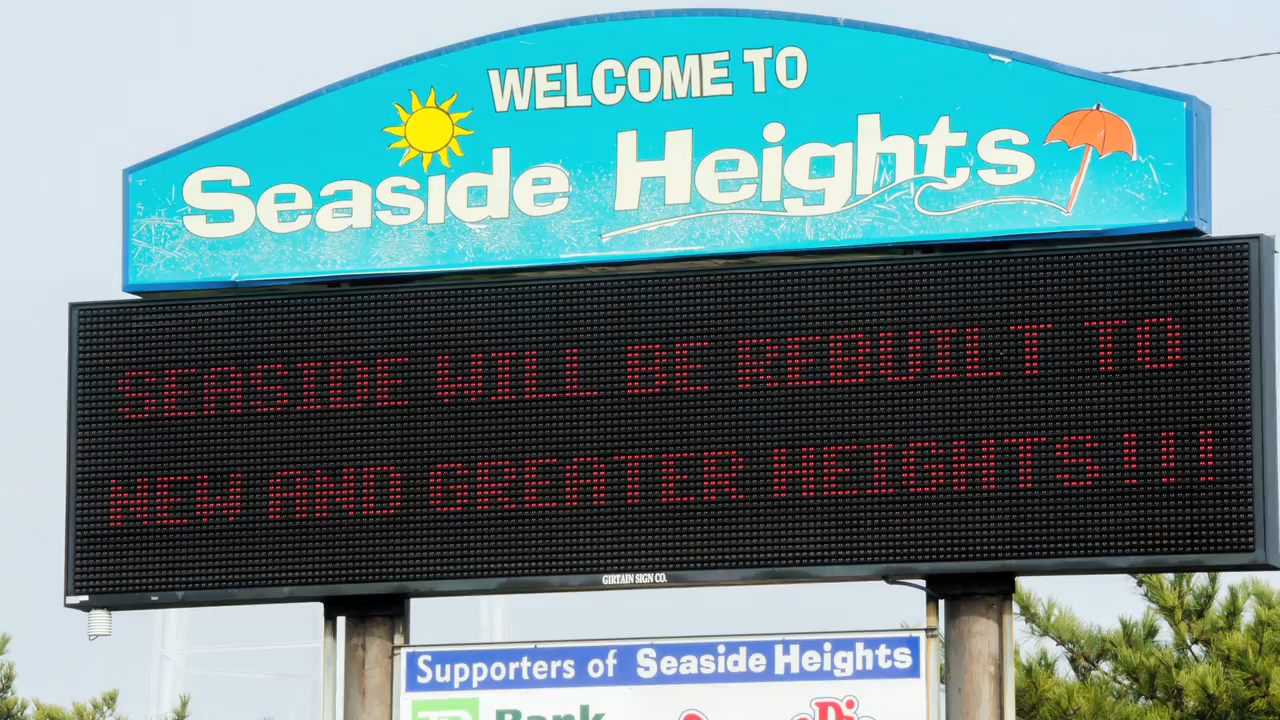 WELCOME TO
Seaside Heights
SEASIDE WILL BE REBUILT TO
NEW AND GREATER HEIGHTS!!!
GIRTAIN SIGN CO.
Supporters of Seaside Heights
TD Bank